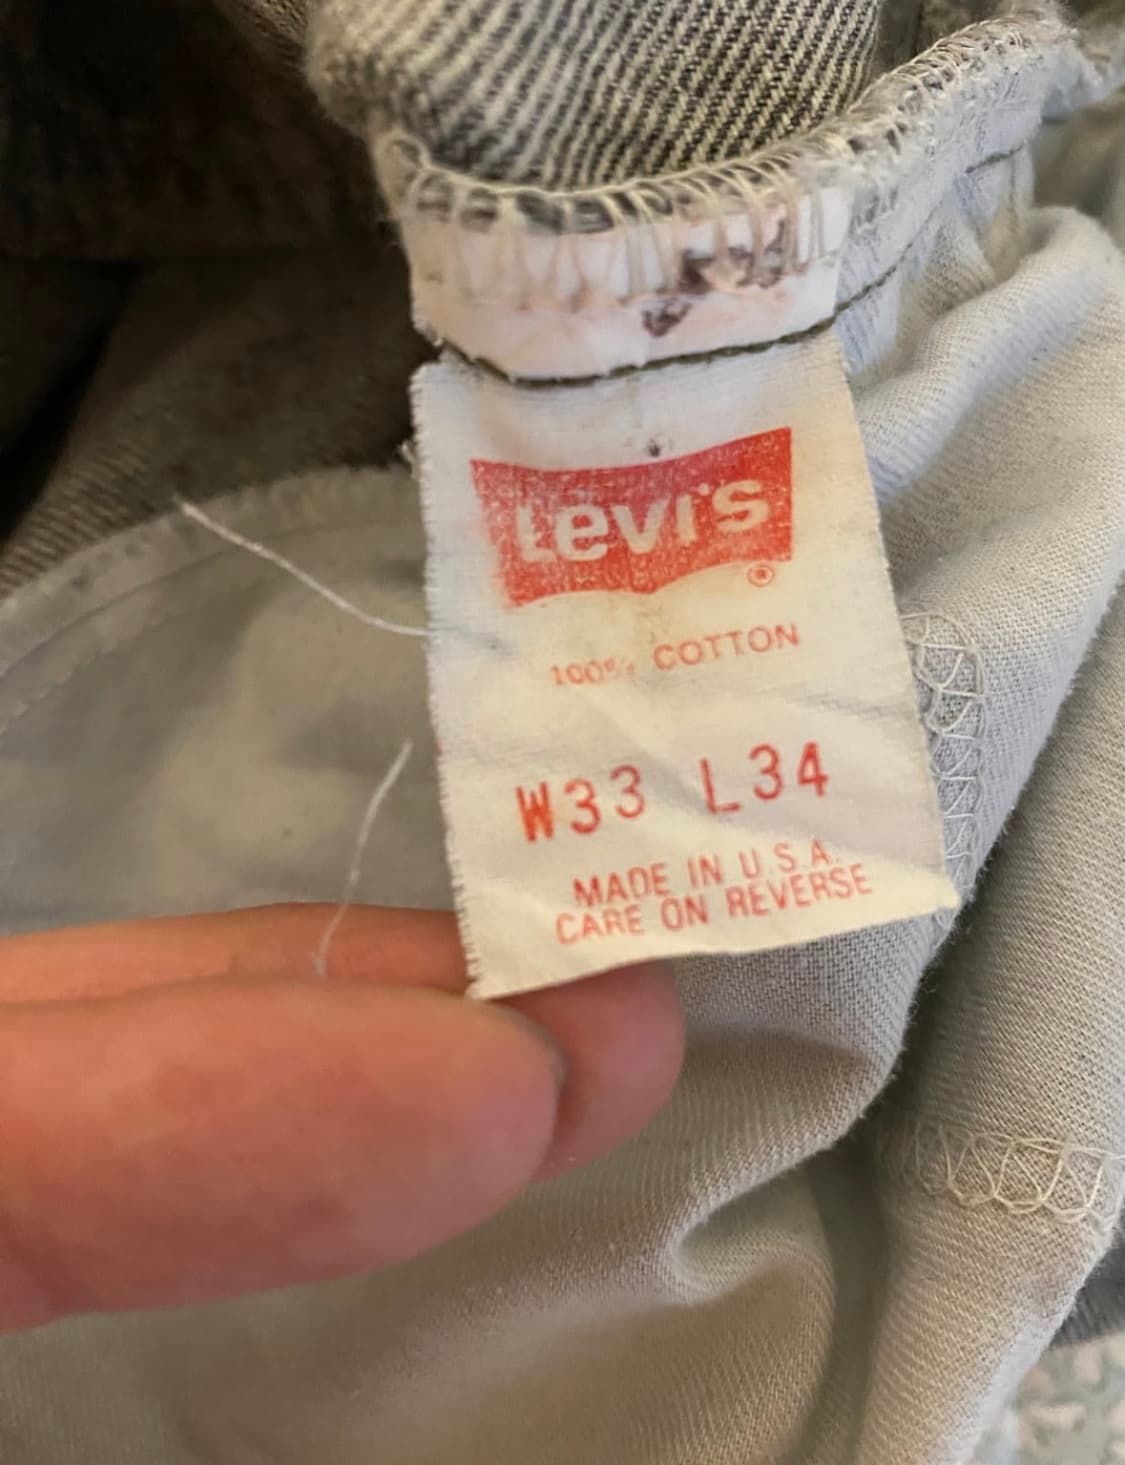 Levi's
®
100% COTTON
W33 L34
MADE IN U.S.A.
CARE ON REVERSE